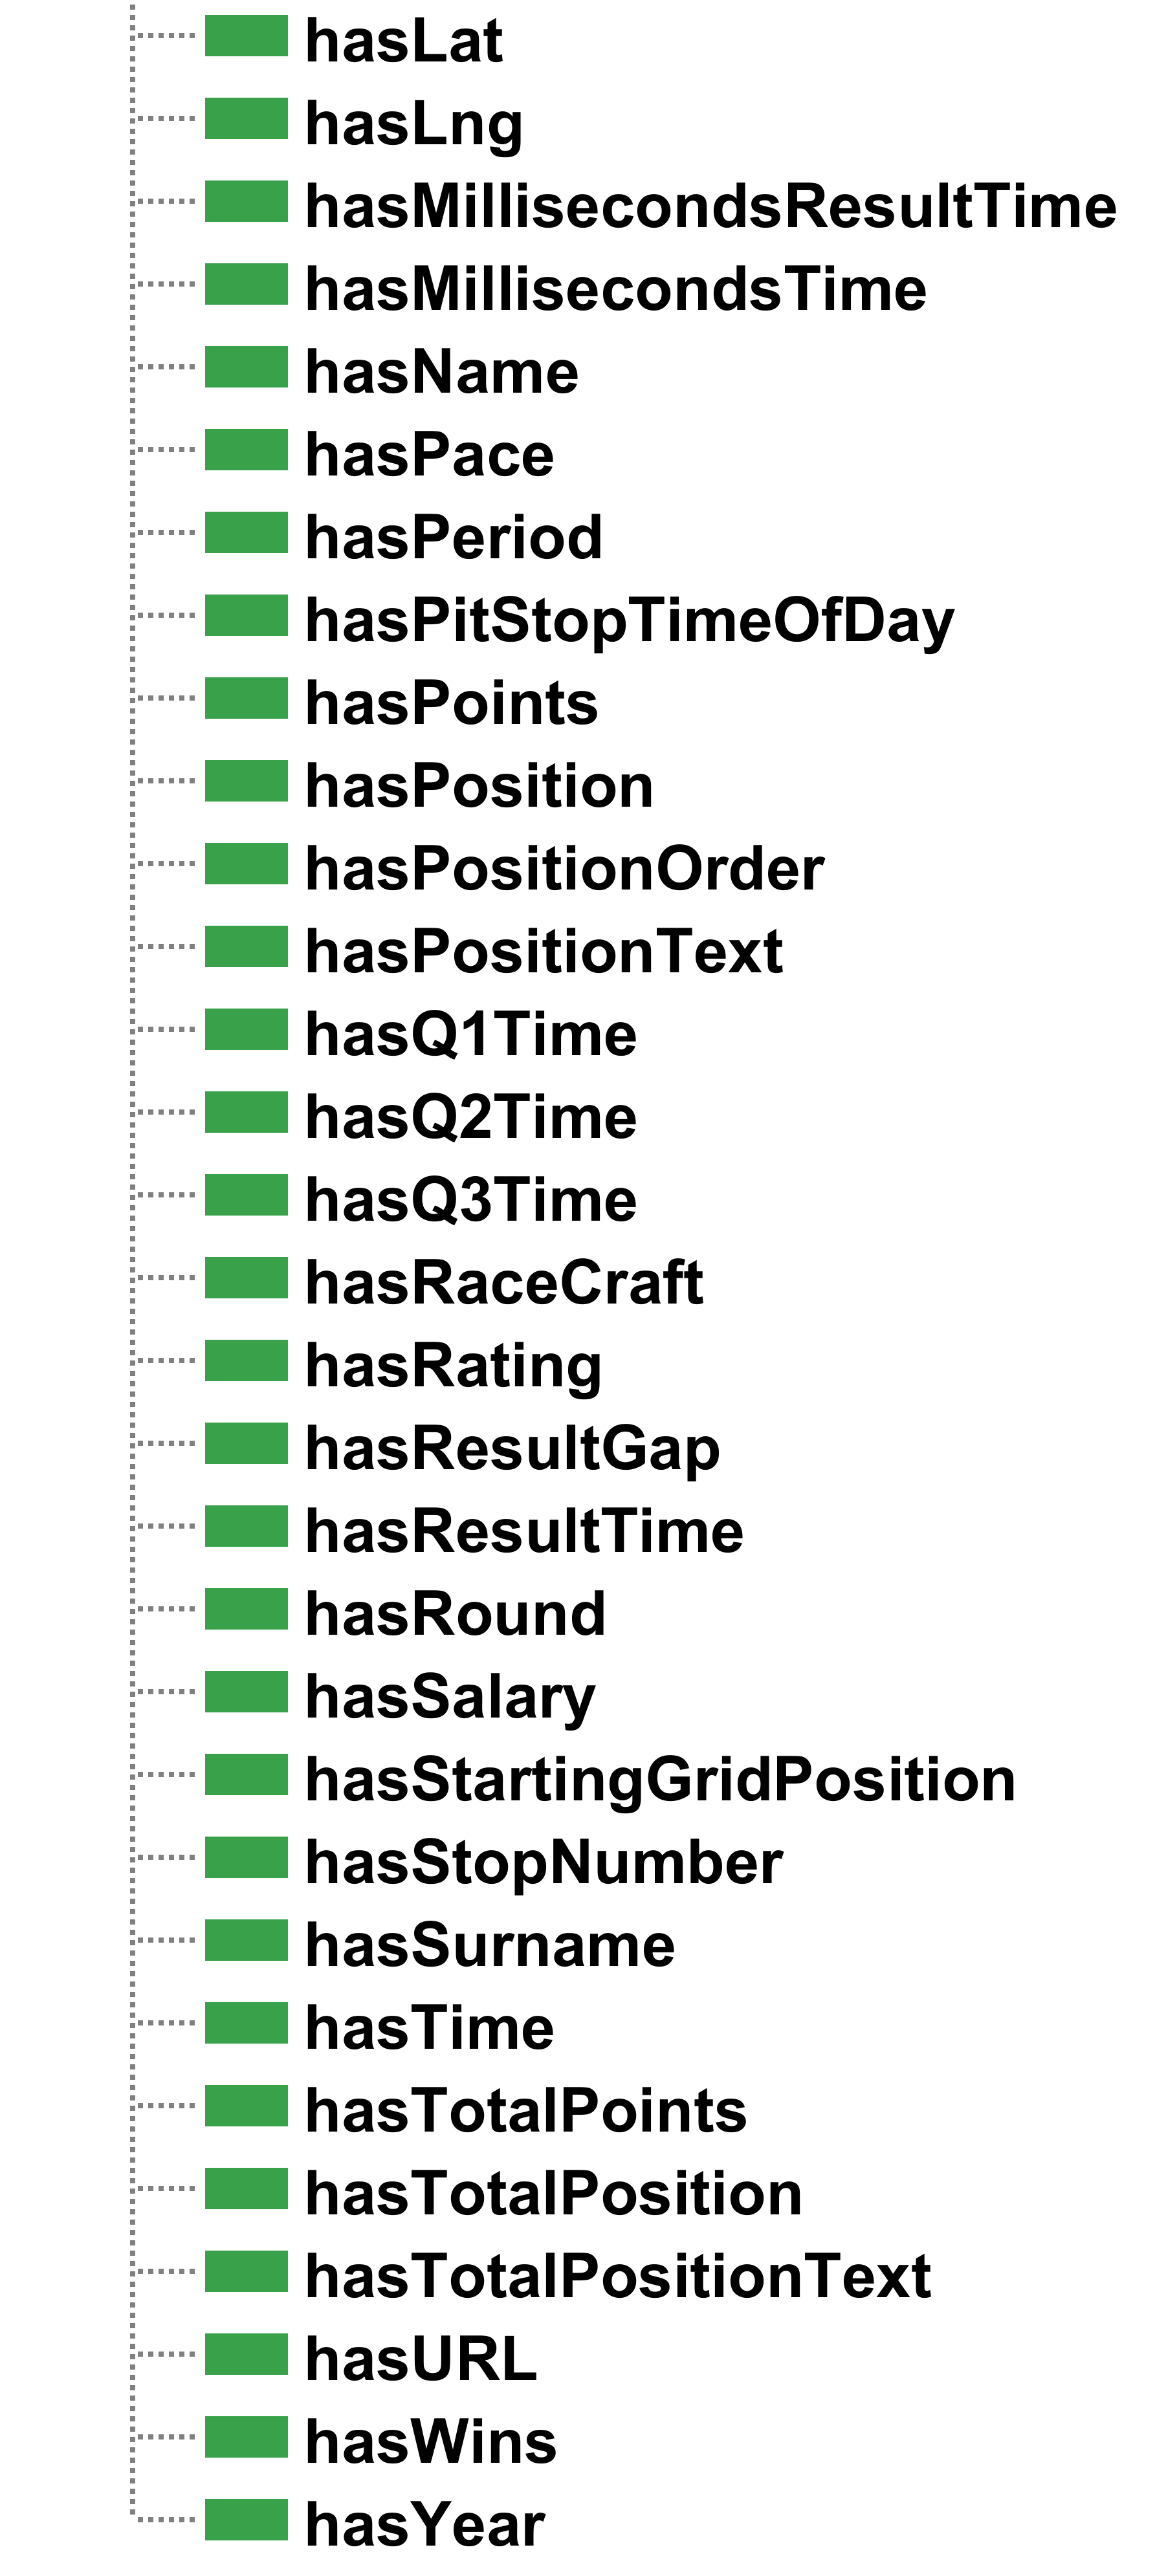 hasLat
hasLng
hasMillisecondsResultTime
hasMillisecondsTime
hasName
hasPace
hasPeriod
hasPitStopTimeOfDay
hasPoints
hasPosition
hasPositionOrder
hasPositionText
hasQ1Time
hasQ2Time
hasQ3Time
hasRaceCraft
hasRating
hasResultGap
hasResultTime
hasRound
hasSalary
hasStartingGridPosition
hasStopNumber
hasSurname
hasTime
hasTotalPoints
hasTotalPosition
hasTotalPositionText
hasURL
hasWins
hasYear